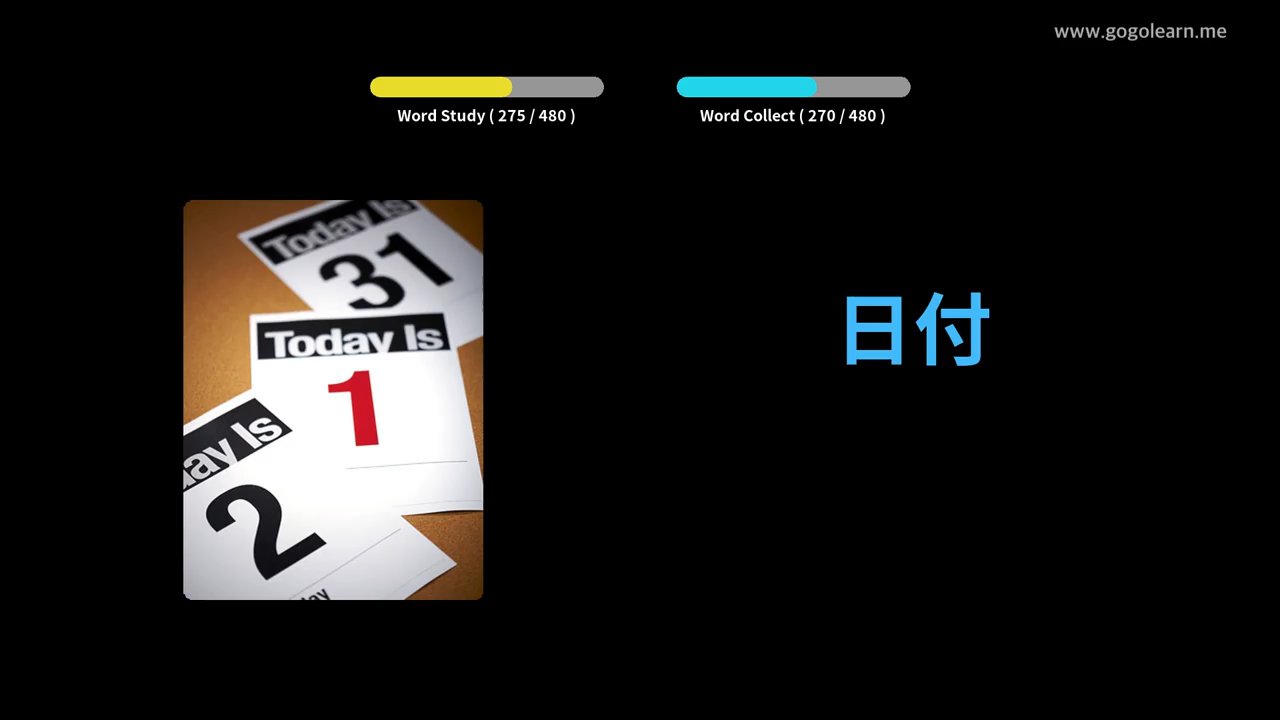 www.gogolearn.me
Word Study ( 275 / 480 )
Word Collect ( 270 / 480 )
Today Is
31
Today Is
1
日付
ay Is
2
ay